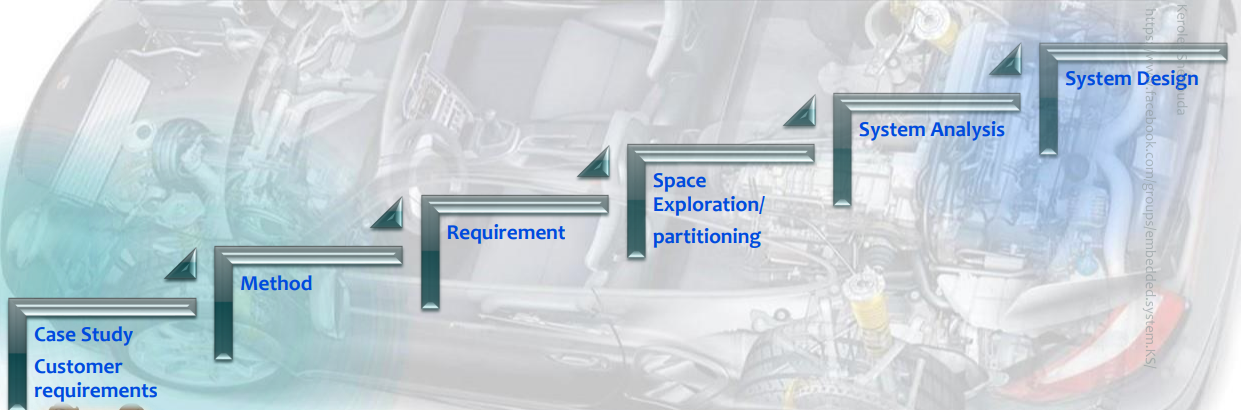 Case Study
Customer
requirements
Method
Requirement
Space
Exploration/
partitioning
System Analysis
System Design
https://www.facebook.com/groups/embedded.system.KS/